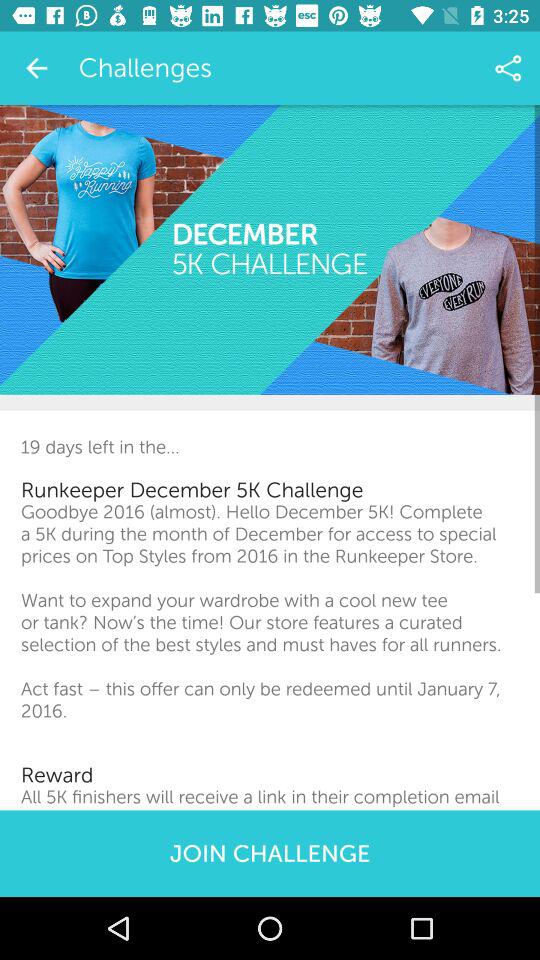 esc
3:25
Challenges
Happy
Running
DECEMBER
5K CHALLENGE
EVERYONE
EVERY RUN
19 days left in the...
Runkeeper December 5K Challenge
Goodbye 2016 (almost). Hello December 5K! Complete
a 5K during the month of December for access to special
prices on Top Styles from 2016 in the Runkeeper Store.
Want to expand your wardrobe with a cool new tee
or tank? Now's the time! Our store features a curated
selection of the best styles and must haves for all runners.
Act fast – this offer can only be redeemed until January 7,
2016.
Reward
All 5K finishers will receive a link in their completion email
JOIN CHALLENGE